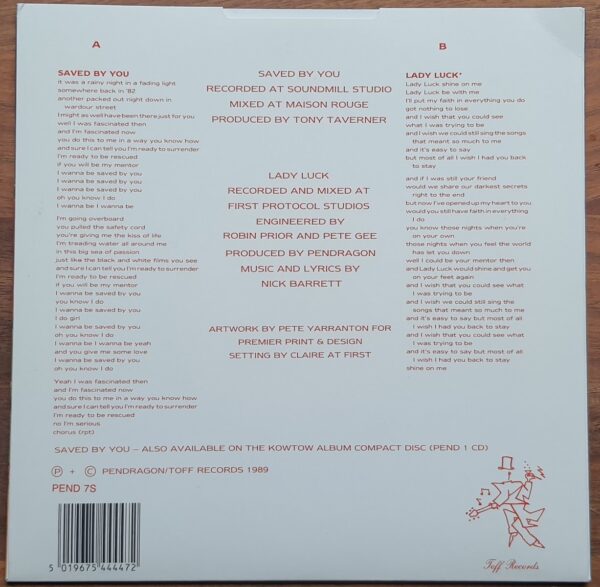 A
SAVED BY YOU
it was a rainy night in a fading light
somewhere back in '82
another packed out night down in
wardour street
I might as well have been there just for you
well I was fascinated then
and I'm fascinated now
you do this to me in a way you know how
and sure I can tell you I'm ready to surrender
I'm ready to be rescued
if you will be my mentor
I wanna be saved by you
I wanna be saved by you
I wanna be saved by you
oh you know I do
I wanna be I wanna be
I'm going overboard
you pulled the safety cord
you're giving me the kiss of life
I'm treading water all around me
in this big sea of passion
just like the black and white films you see
and sure I can tell you I'm ready to surrender
I'm ready to be rescued
if you will be my mentor
I wanna be saved by you
you know I do
I wanna be saved by you
I do girl
I wanna be saved by you
oh you know I do
I wanna be I wanna be yeah
and you give me some love
I wanna be saved by you
oh you know I do
Yeah I was fascinated then
and I'm fascinated now
you do this to me in a way you know how
and sure I can tell you I'm ready to surrender
I'm ready to be rescued
no I'm serious
chorus (rpt)
SAVED BY YOU
RECORDED AT SOUNDMILL STUDIO
MIXED AT MAISON ROUGE
PRODUCED BY TONY TAVERNER
LADY LUCK
RECORDED AND MIXED AT
FIRST PROTOCOL STUDIOS
ENGINEERED BY
ROBIN PRIOR AND PETE GEE
PRODUCED BY PENDRAGON
MUSIC AND LYRICS BY
NICK BARRETT
ARTWORK BY PETE YARRANTON FOR
PREMIER PRINT & DESIGN
SETTING BY CLAIRE AT FIRST
B
LADY LUCK*
Lady Luck shine on me
Lady Luck be with me
I'll put my faith in everything you do
got nothing to lose
and I wish that you could see
what I was trying to be
and I wish we could still sing the songs
that meant so much to me
and it's easy to say
but most of all I wish I had you back
to stay
and if I was still your friend
would we share our darkest secrets
right to the end
but now I've opened up my heart to you
would you still have faith in everything
I do
you know those nights when you're
on your own
those nights when you feel the world
has let you down
well I could be your mentor then
and Lady Luck would shine and get you
on your feet again
and I wish that you could see what
I was trying to be
and I wish we could still sing the
songs that meant so much to me
and it's easy to say but most of all
I wish I had you back to stay
and I wish that you could see what
I was trying to be
and it's easy to say but most of all
I wish I had you back to stay
shine on me
SAVED BY YOU – ALSO AVAILABLE ON THE KOWTOW ALBUM COMPACT DISC (PEND 1 CD)
Ⓟ + © PENDRAGON/TOFF RECORDS 1989
PEND 7S
5 019675 444472
Toff Records